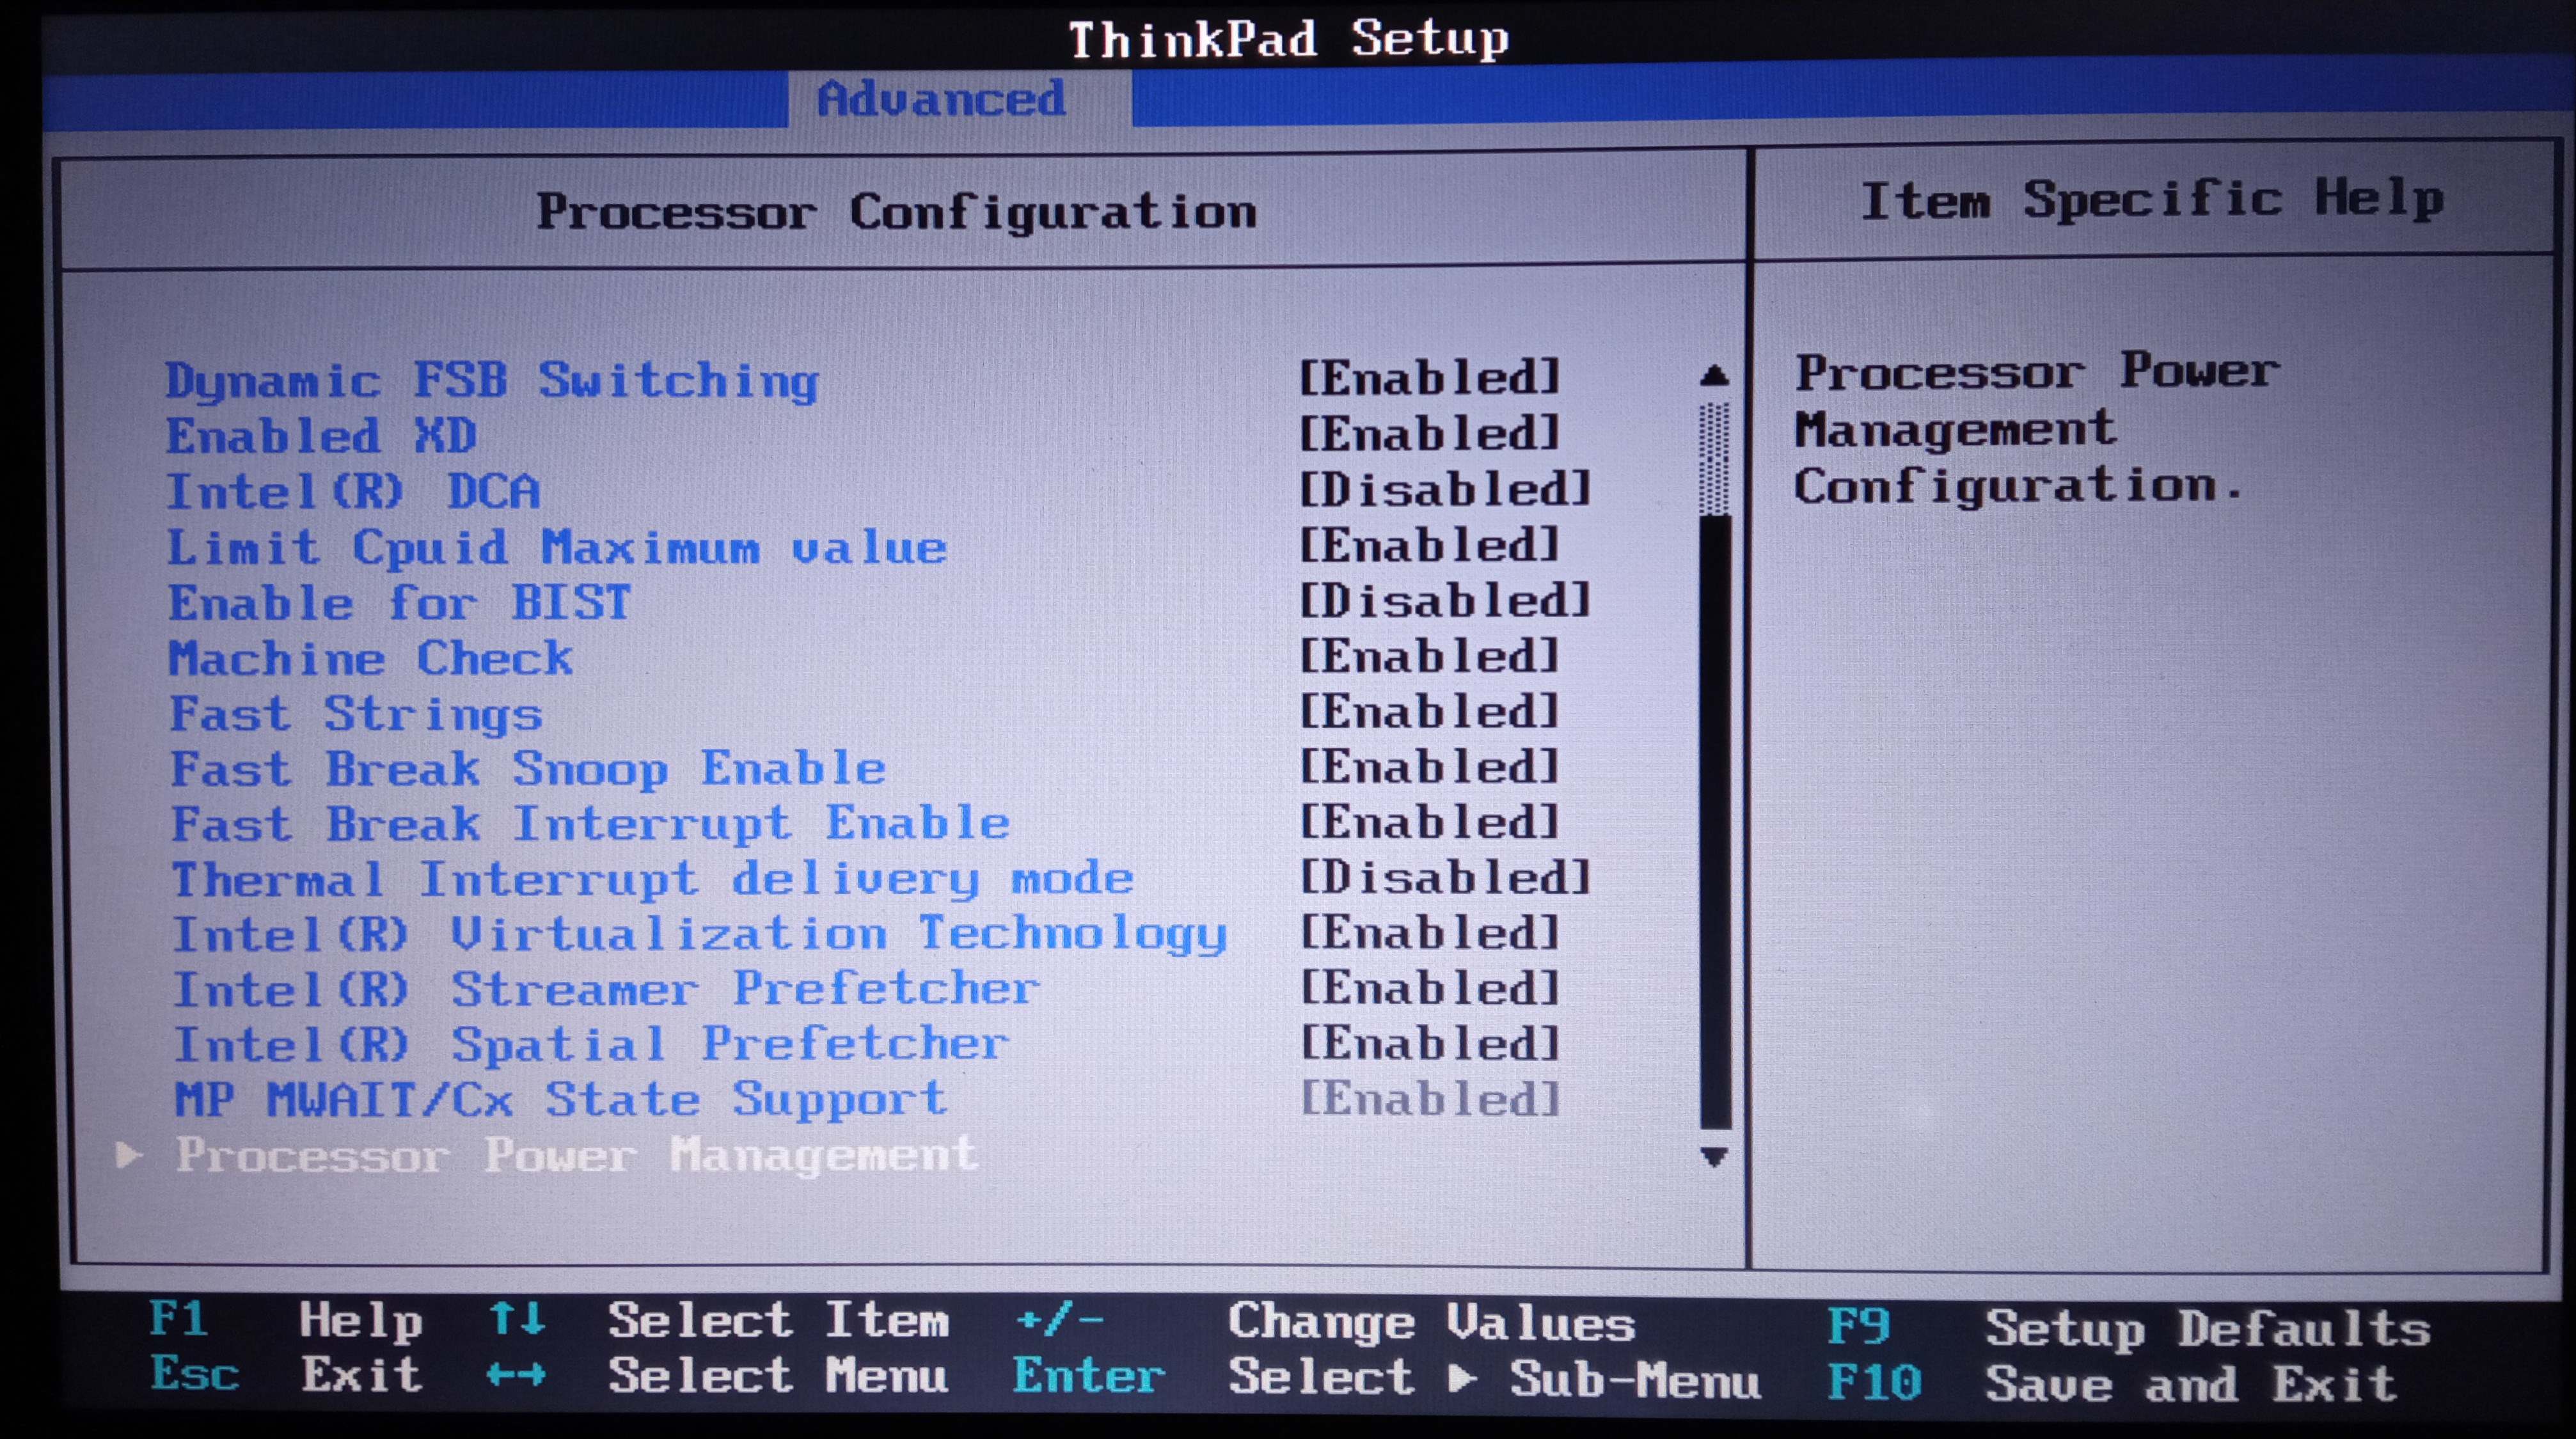 ThinkPad Setup
Advanced
Processor Configuration
Item Specific Help
Dynamic FSB Switching [Enabled]
Enabled XD [Enabled]
Intel(R) DCA [Disabled]
Limit Cpuid Maximum value [Enabled]
Enable for BIST [Disabled]
Machine Check [Enabled]
Fast Strings [Enabled]
Fast Break Snoop Enable [Enabled]
Fast Break Interrupt Enable [Enabled]
Thermal Interrupt delivery mode [Disabled]
Intel(R) Virtualization Technology [Enabled]
Intel(R) Streamer Prefetcher [Enabled]
Intel(R) Spatial Prefetcher [Enabled]
MP MWAIT/Cx State Support [Enabled]
▶ Processor Power Management
Processor Power
Management
Configuration.
F1 Help ↑↓ Select Item +/- Change Values F9 Setup Defaults
Esc Exit ←→ Select Menu Enter Select ▶ Sub-Menu F10 Save and Exit